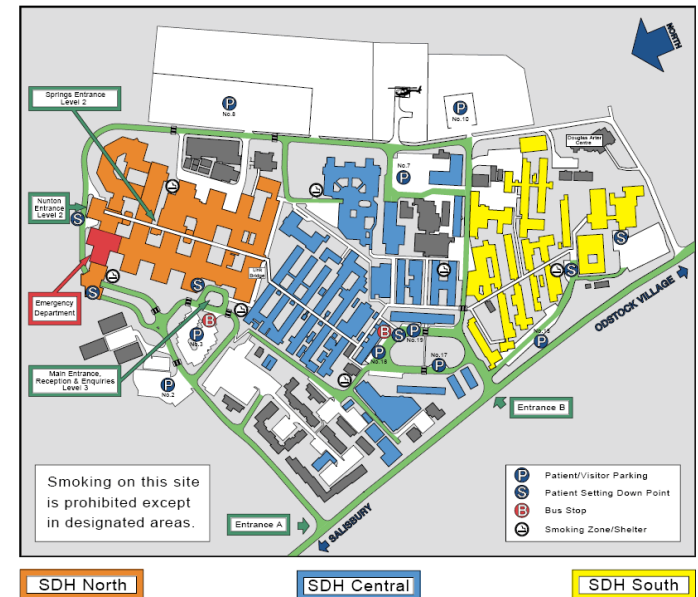 NORTH
Springs Entrance
Level 2
P
No.8
P
No.10
Douglas Arter
Centre
No.7
P
Nunton
Entrance
Level 2
S
S
Link
Bridge
S
S
S
Emergency
Department
B
P
No.3
B
S
P
No.19
P
No.18
No.17
P
No.15
P
ODSTOCK VILLAGE
Main Entrance,
Reception & Enquiries
Level 3
P
No.2
Entrance B
Smoking on this site
is prohibited except
in designated areas.
P Patient/Visitor Parking
S Patient Setting Down Point
B Bus Stop
Smoking Zone/Shelter
Entrance A
SALISBURY
SDH North
SDH Central
SDH South